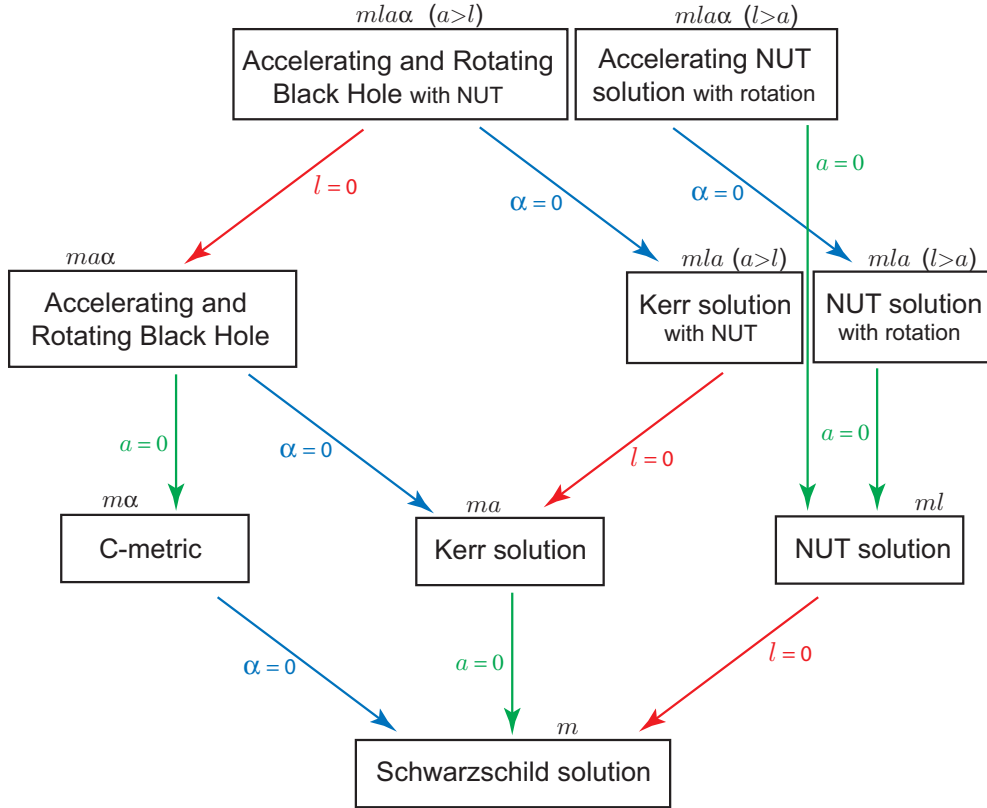 mlaα (a>l)
Accelerating and Rotating
Black Hole with NUT
mlaα (l>a)
Accelerating NUT
solution with rotation
l = 0
α = 0
α = 0
a = 0
maα
Accelerating and
Rotating Black Hole
mla (a>l)
Kerr solution
with NUT
mla (l>a)
NUT solution
with rotation
a = 0
α = 0
l = 0
a = 0
mα
C-metric
ma
Kerr solution
ml
NUT solution
α = 0
a = 0
l = 0
m
Schwarzschild solution